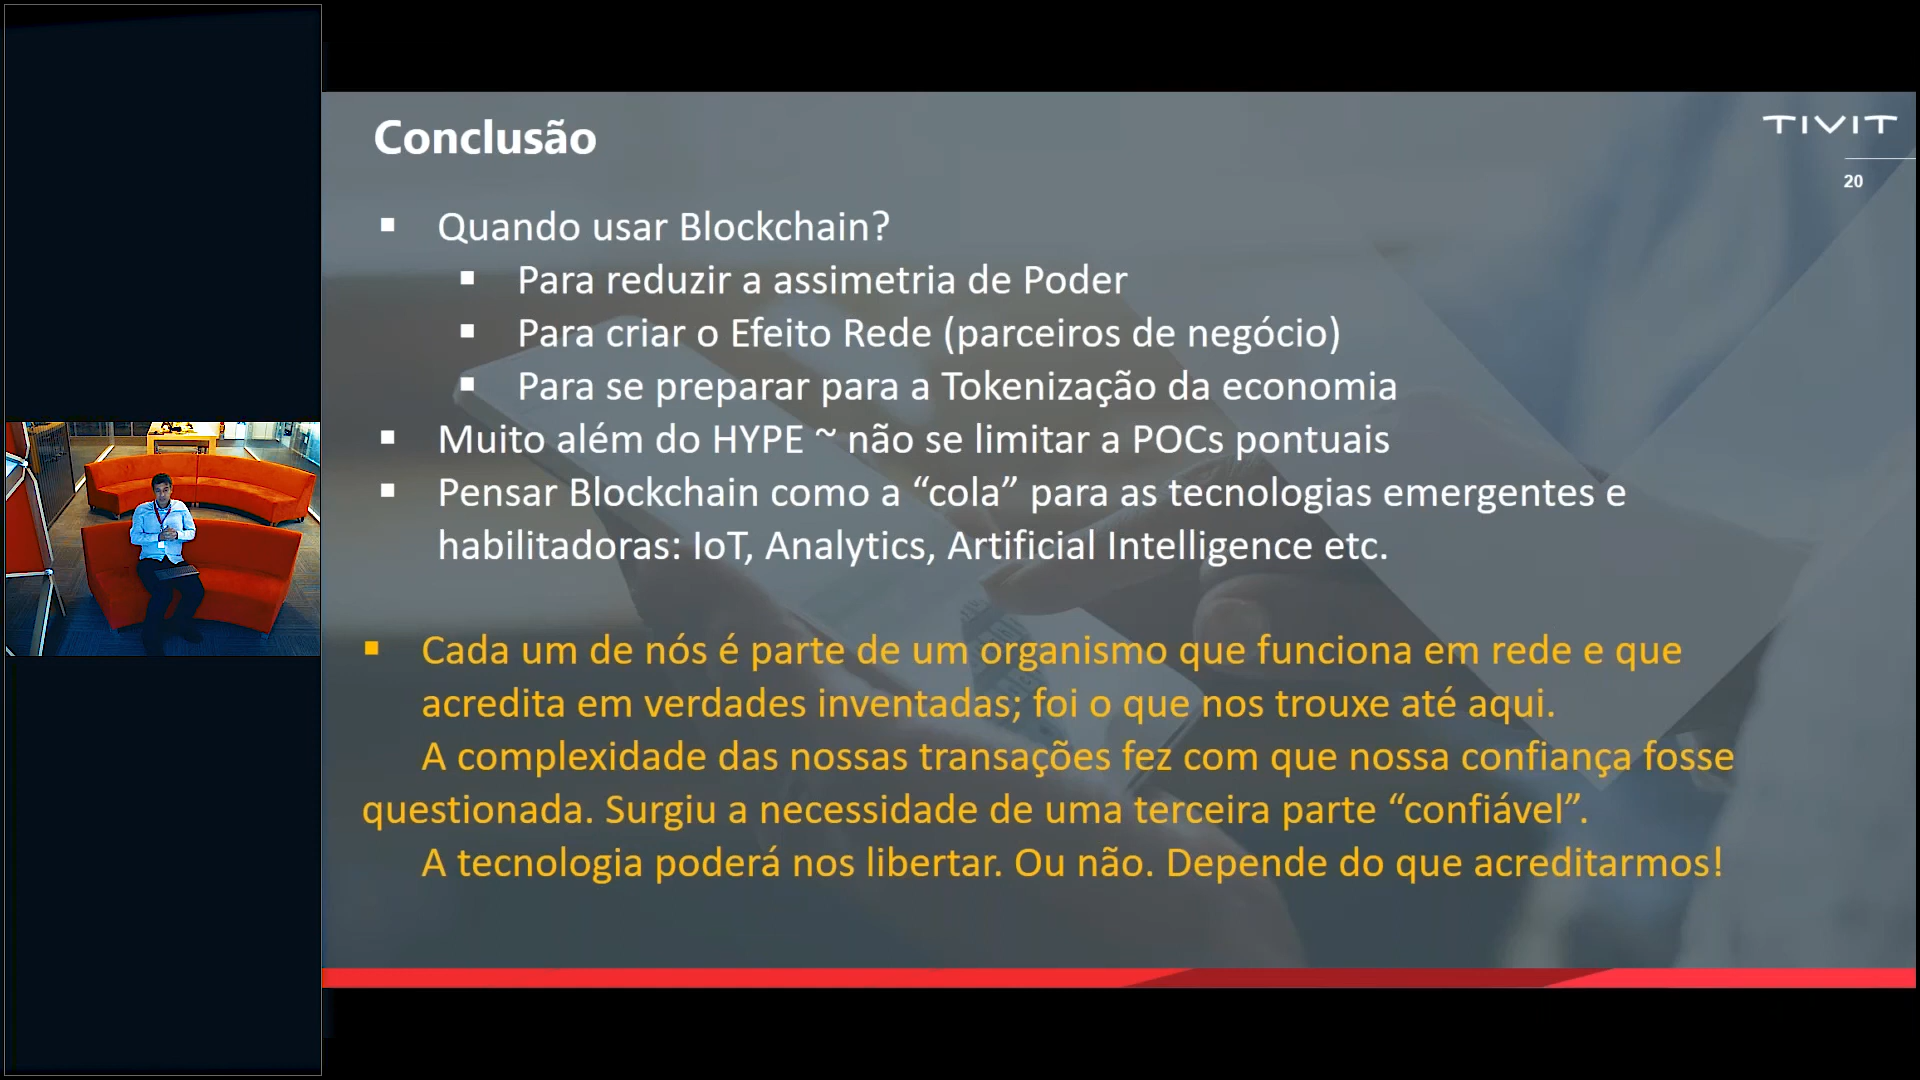 Conclusão
TIVIT
20
▪ Quando usar Blockchain?
▪ Para reduzir a assimetria de Poder
▪ Para criar o Efeito Rede (parceiros de negócio)
▪ Para se preparar para a Tokenização da economia
▪ Muito além do HYPE ~ não se limitar a POCs pontuais
▪ Pensar Blockchain como a “cola” para as tecnologias emergentes e
habilitadoras: IoT, Analytics, Artificial Intelligence etc.
▪ Cada um de nós é parte de um organismo que funciona em rede e que
acredita em verdades inventadas; foi o que nos trouxe até aqui.
A complexidade das nossas transações fez com que nossa confiança fosse
questionada. Surgiu a necessidade de uma terceira parte “confiável”.
A tecnologia poderá nos libertar. Ou não. Depende do que acreditarmos!